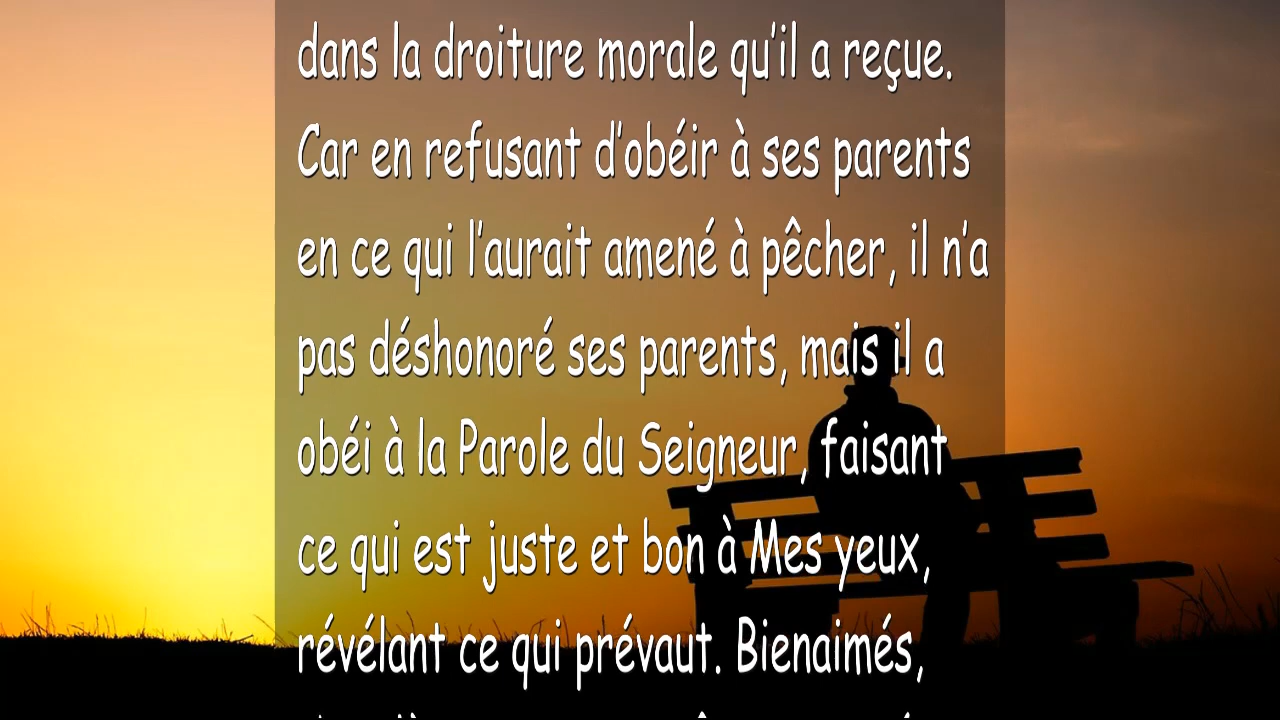 dans la droiture morale qu'il a reçue.
Car en refusant d'obéir à ses parents
en ce qui l'aurait amené à pêcher, il n'a
pas déshonoré ses parents, mais il a
obéi à la Parole du Seigneur, faisant
ce qui est juste et bon à Mes yeux,
révélant ce qui prévaut. Bienaimés,